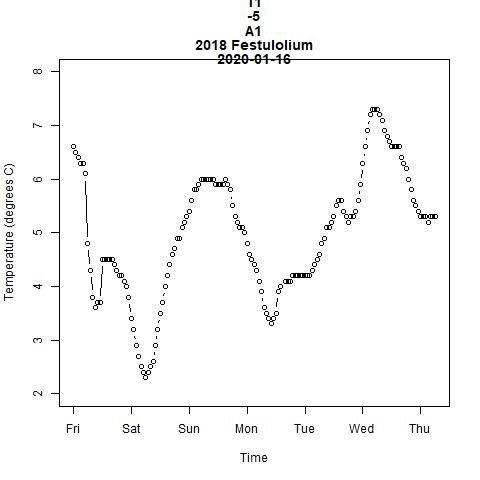 T1
-5
A1
2018 Festulolium
2020-01-16
Temperature (degrees C)
8
7
6
5
4
3
2
Fri Sat Sun Mon Tue Wed Thu
Time